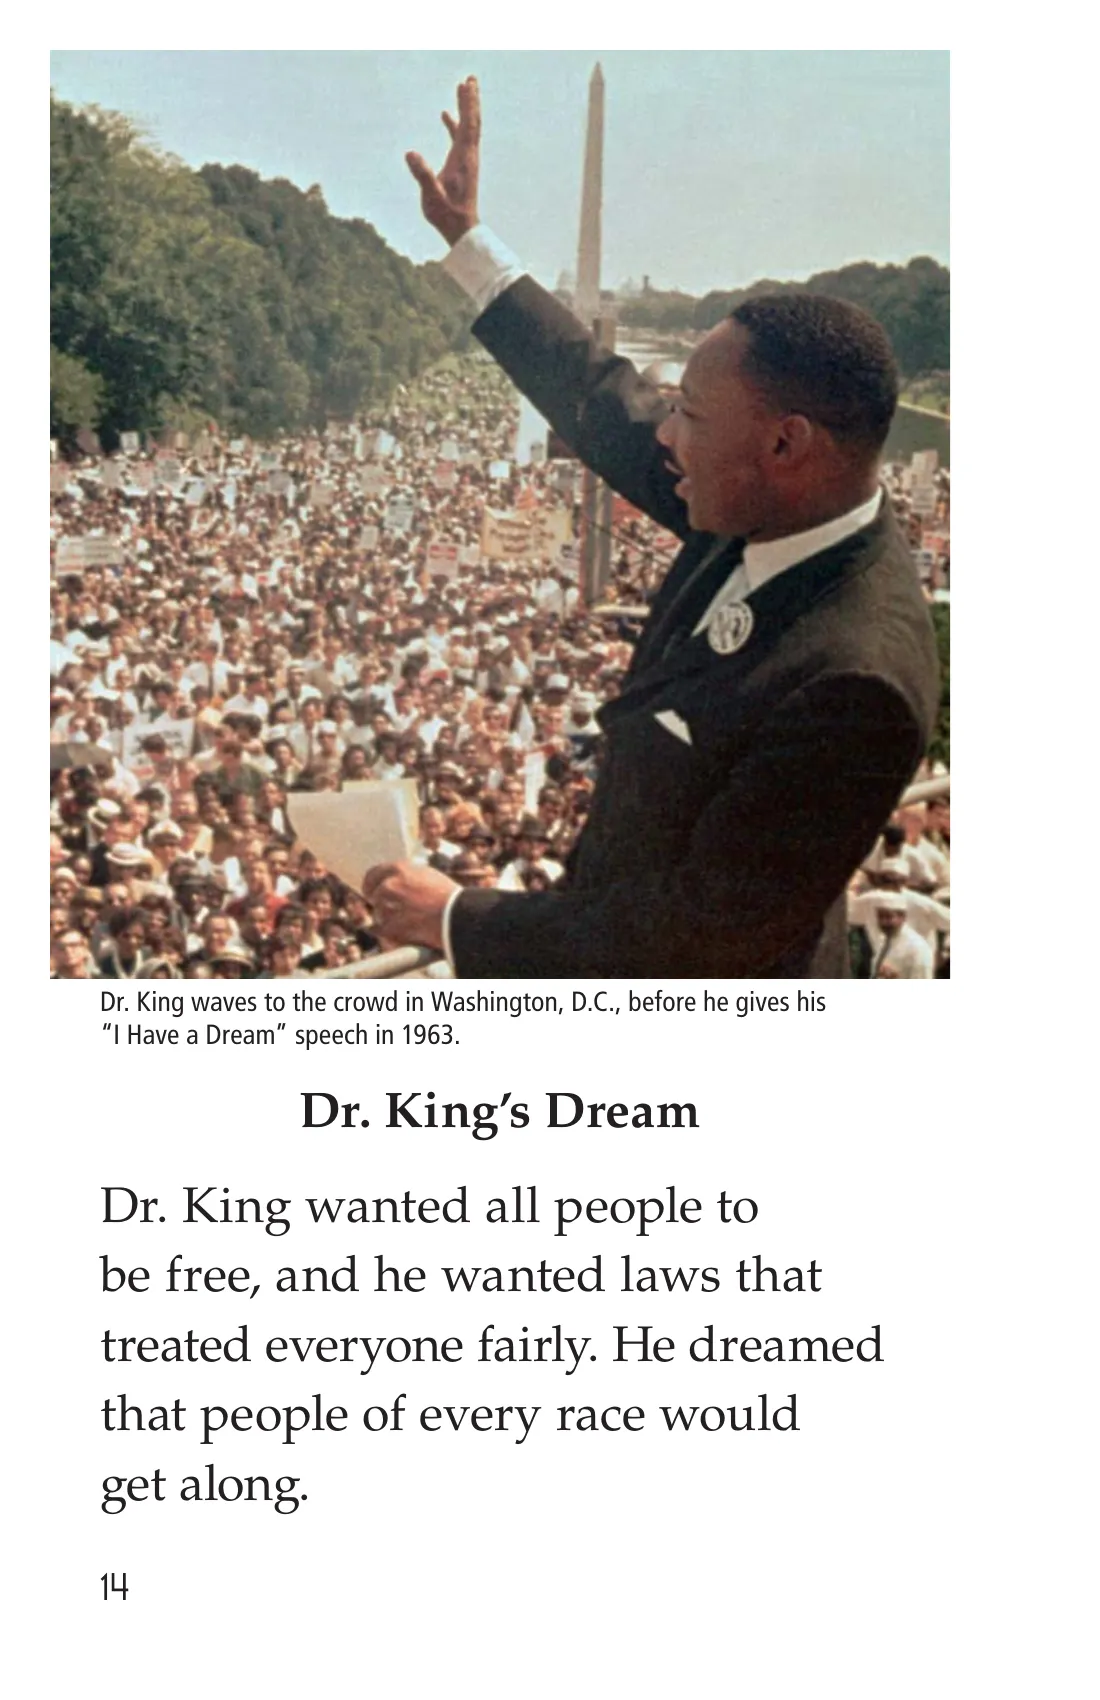 Dr. King waves to the crowd in Washington, D.C., before he gives his
“I Have a Dream” speech in 1963.
Dr. King’s Dream
Dr. King wanted all people to
be free, and he wanted laws that
treated everyone fairly. He dreamed
that people of every race would
get along.
14